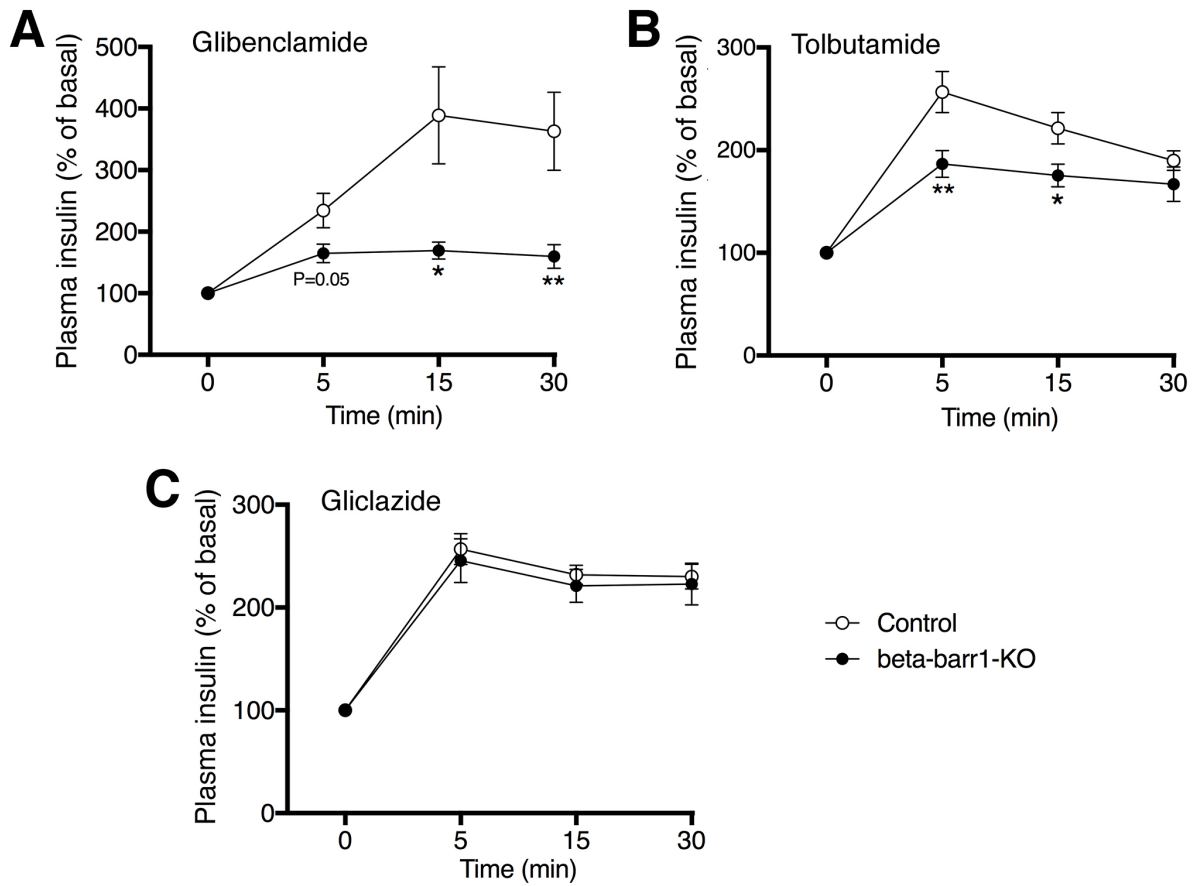 A
Glibenclamide
Plasma insulin (% of basal)
500
400
300
200
100
0
P=0.05
*
**
0 5 15 30
Time (min)
B
Tolbutamide
Plasma insulin (% of basal)
300
200
100
0
**
*
0 5 15 30
Time (min)
C
Gliclazide
Plasma insulin (% of basal)
300
200
100
0
0 5 15 30
Time (min)
Control
beta-barr1-KO